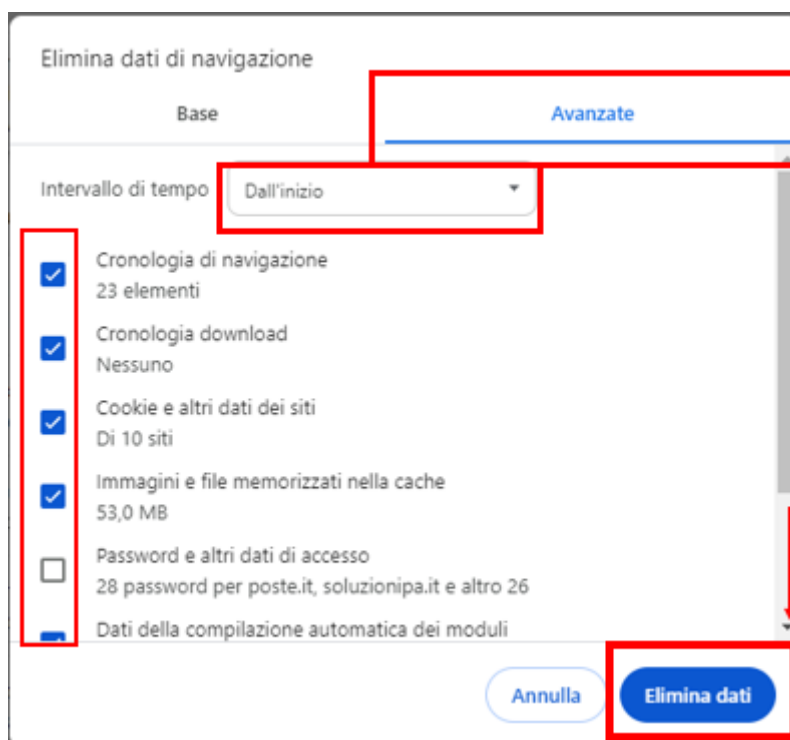 Elimina dati di navigazione
Base
Avanzate
Intervallo di tempo
Dall'inizio
Cronologia di navigazione
23 elementi
Cronologia download
Nessuno
Cookie e altri dati dei siti
Di 10 siti
Immagini e file memorizzati nella cache
53,0 MB
Password e altri dati di accesso
28 password per poste.it, soluzionipa.it e altro 26
Dati della compilazione automatica dei moduli
Annulla
Elimina dati